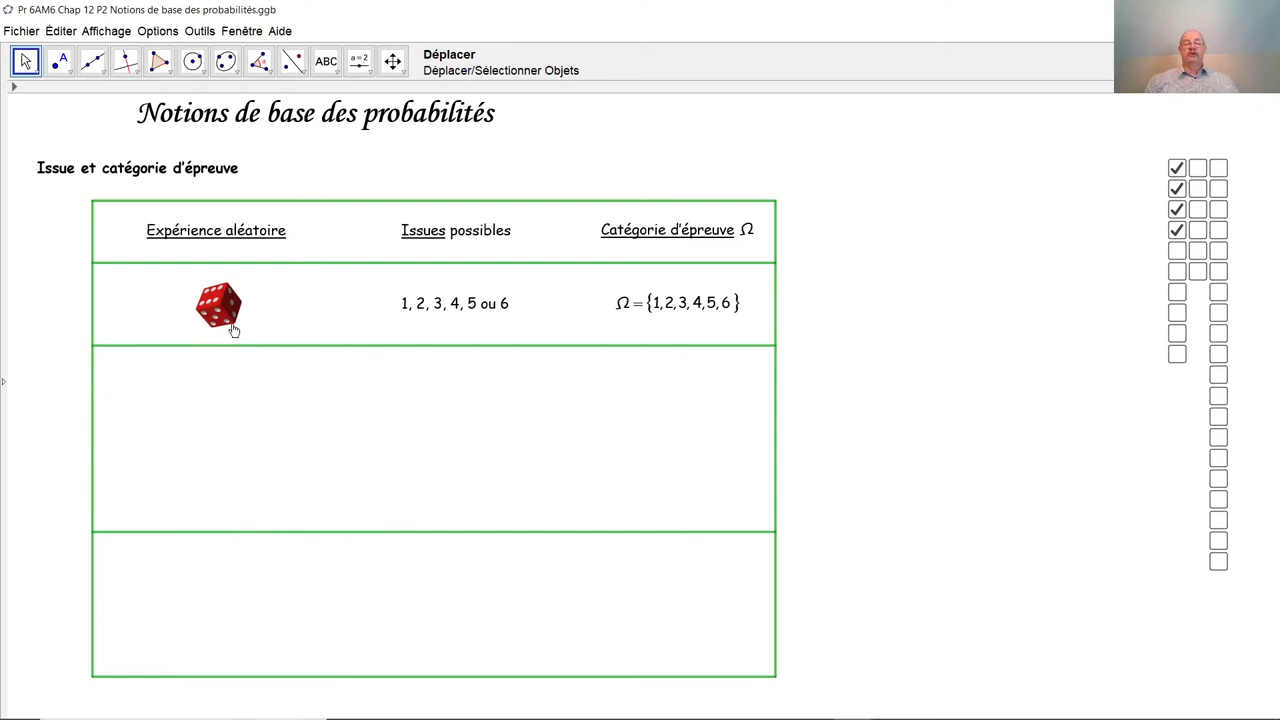 Pr 6AM6 Chap 12 P2 Notions de base des probabilités.ggb
Fichier Éditer Affichage Options Outils Fenêtre Aide
A ABC a=2
Déplacer
Déplacer/Sélectionner Objets
Notions de base des probabilités
Issue et catégorie d'épreuve
Expérience aléatoire Issues possibles Catégorie d'épreuve Ω
1, 2, 3, 4, 5 ou 6 Ω = {1,2,3,4,5,6}